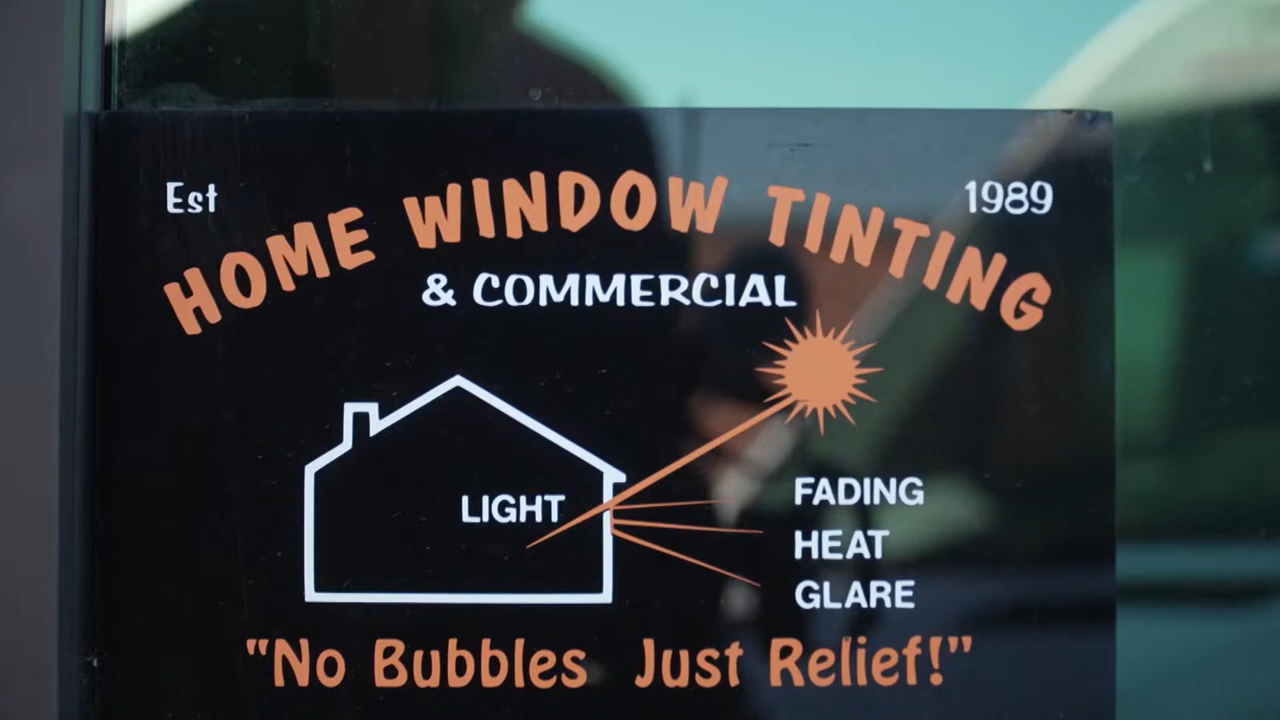 Est 1989
HOME WINDOW TINTING
& COMMERCIAL
LIGHT
FADING
HEAT
GLARE
"No Bubbles Just Relief!"